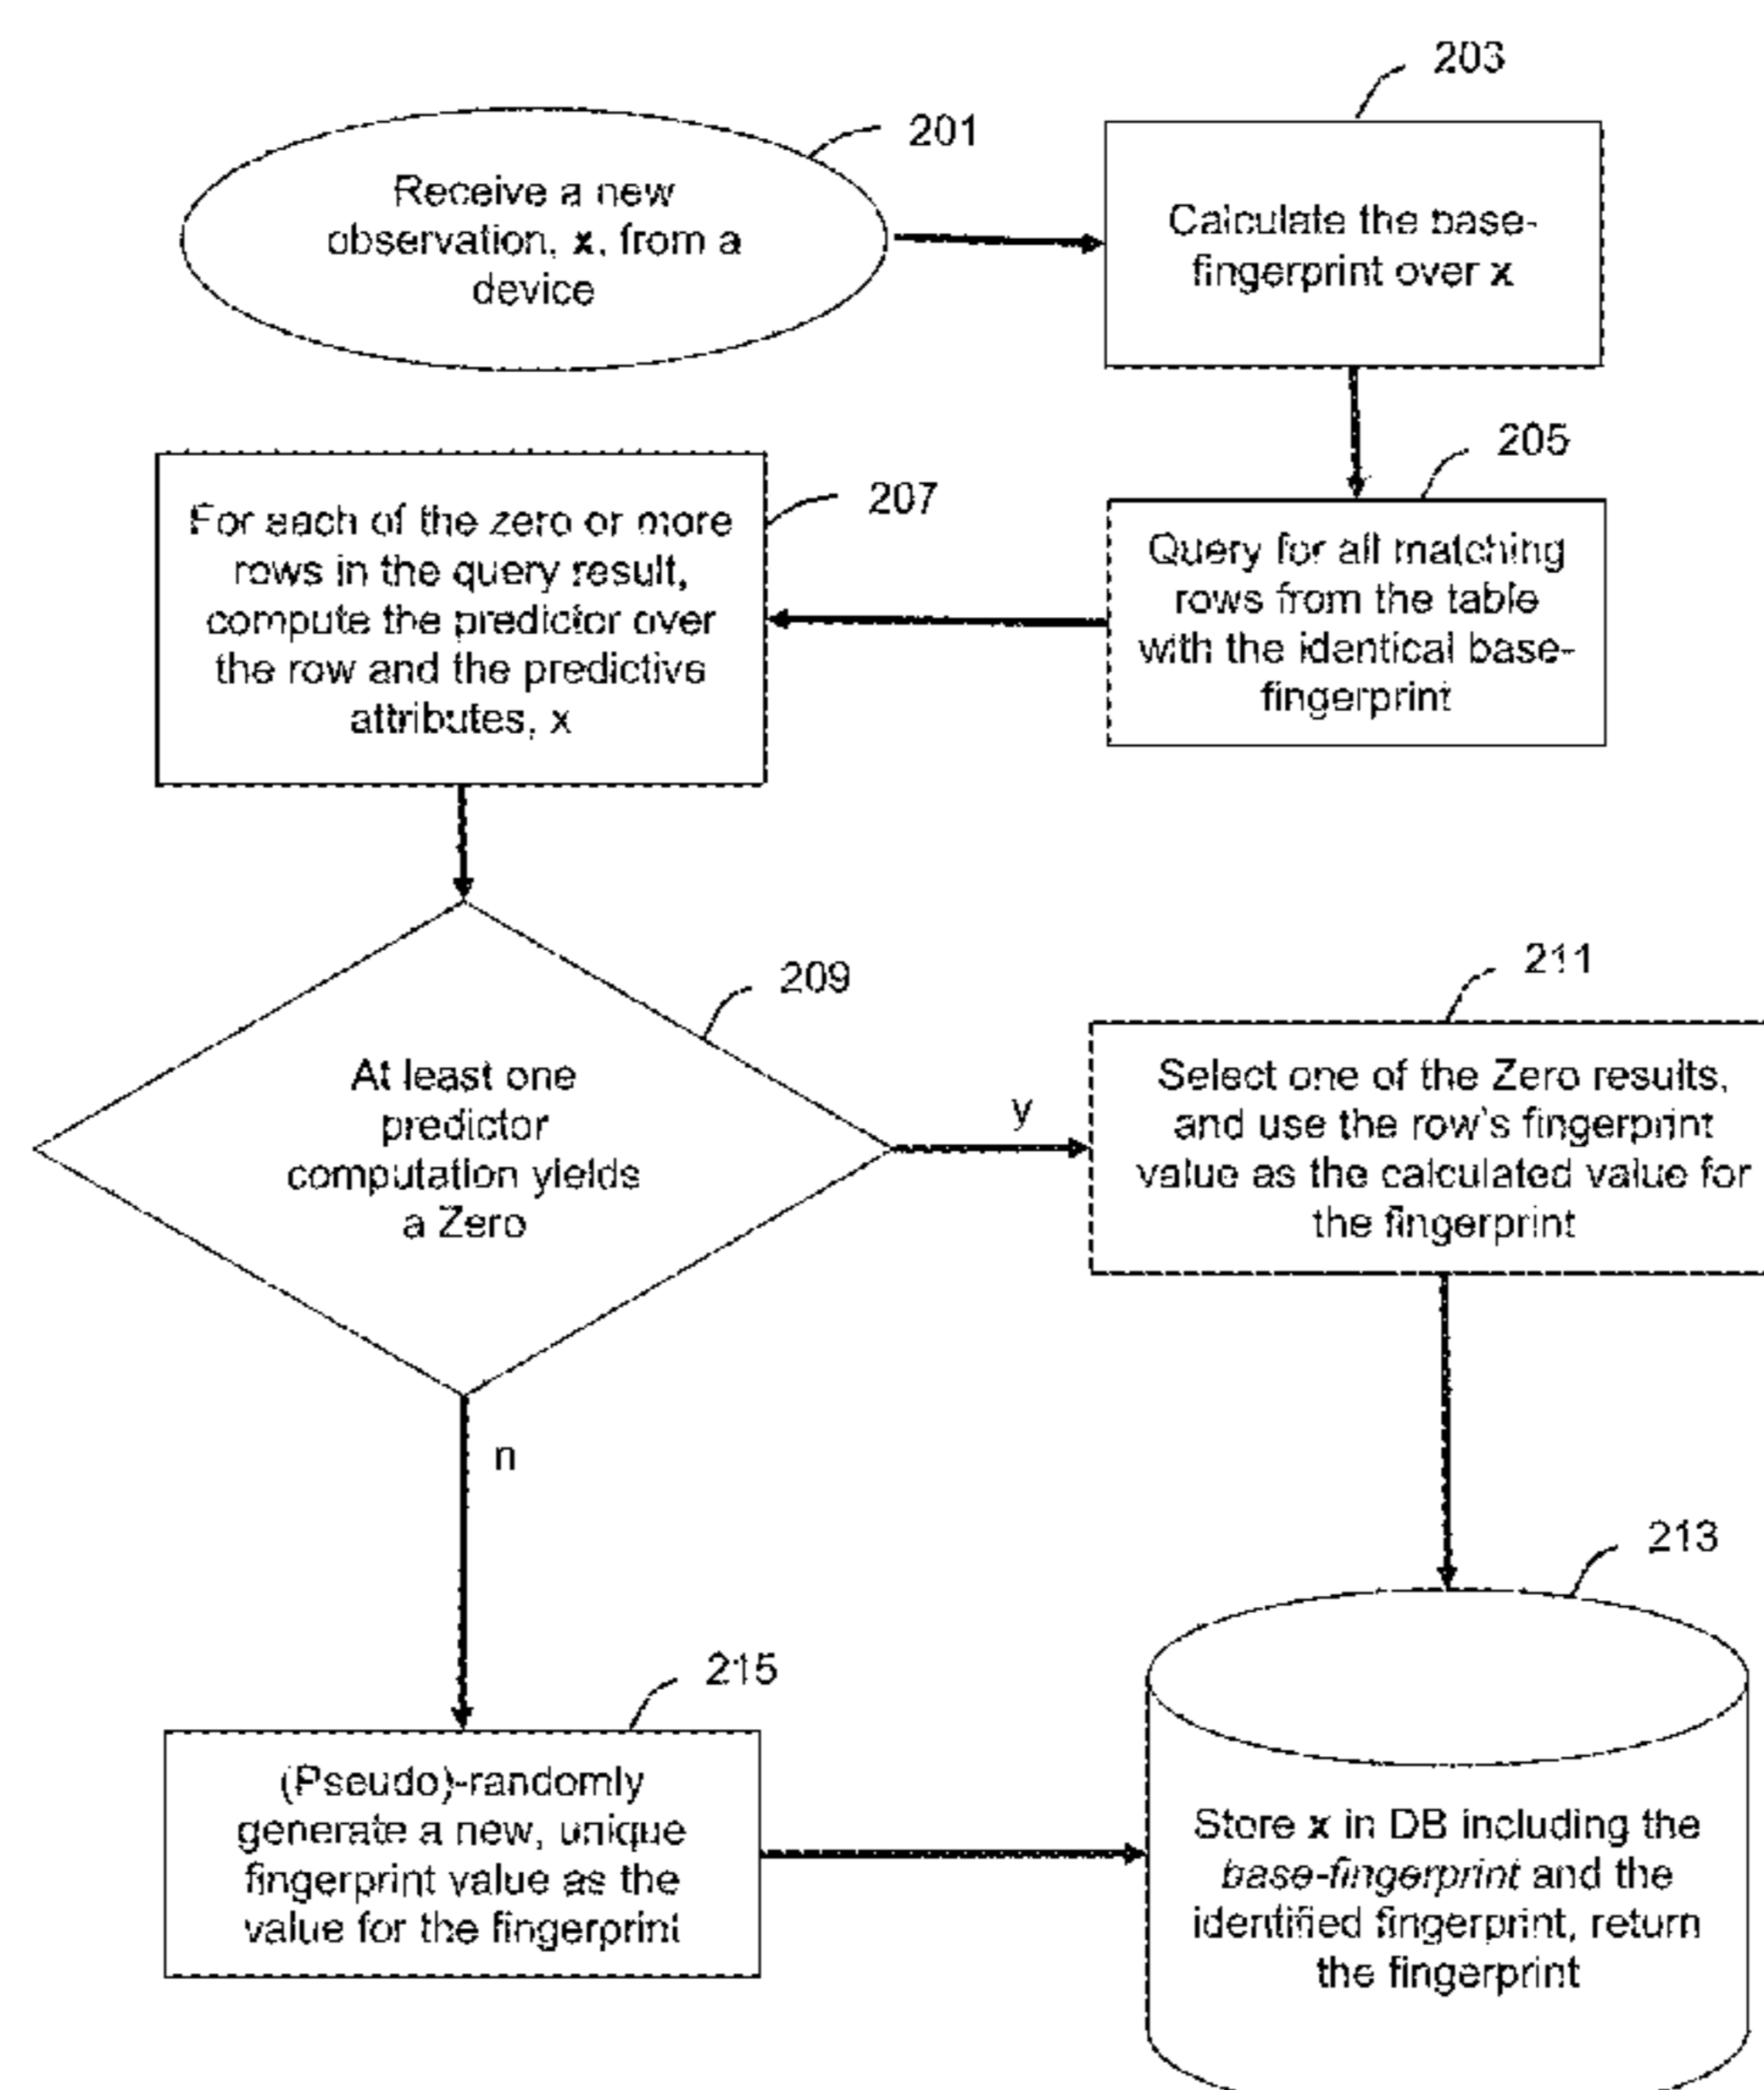 201
Receive a new
observation, x, from a
device
203
Calculate the base-
fingerprint over x
205
Query for all matching
rows from the table
with the identical base-
fingerprint
207
For each of the zero or more
rows in the query result,
compute the predictor over
the row and the predictive
attributes, x
209
At least one
predictor
computation yields
a Zero
y
n
211
Select one of the Zero results,
and use the row's fingerprint
value as the calculated value for
the fingerprint
213
Store x in DB including the
base-fingerprint and the
identified fingerprint, return
the fingerprint
215
(Pseudo)-randomly
generate a new, unique
fingerprint value as the
value for the fingerprint